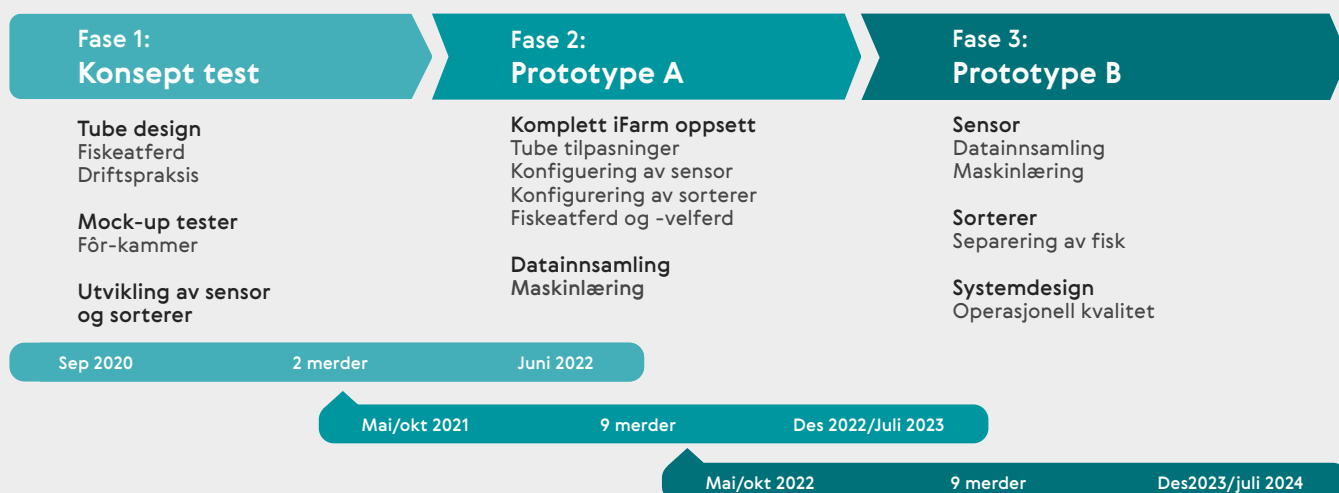 Fase 1:
Konsept test
Fase 2:
Prototype A
Fase 3:
Prototype B
Tube design
Fiskeatferd
Driftspraksis
Mock-up tester
Fôr-kammer
Utvikling av sensor
og sorterer
Komplett iFarm oppsett
Tube tilpasninger
Konfiguering av sensor
Konfigurering av sorterer
Fiskeatferd og -velferd
Datainnsamling
Maskinlæring
Sensor
Datainnsamling
Maskinlæring
Sorterer
Separering av fisk
Systemdesign
Operasjonell kvalitet
Sep 2020 2 merder Juni 2022
Mai/okt 2021 9 merder Des 2022/Juli 2023
Mai/okt 2022 9 merder Des2023/juli 2024